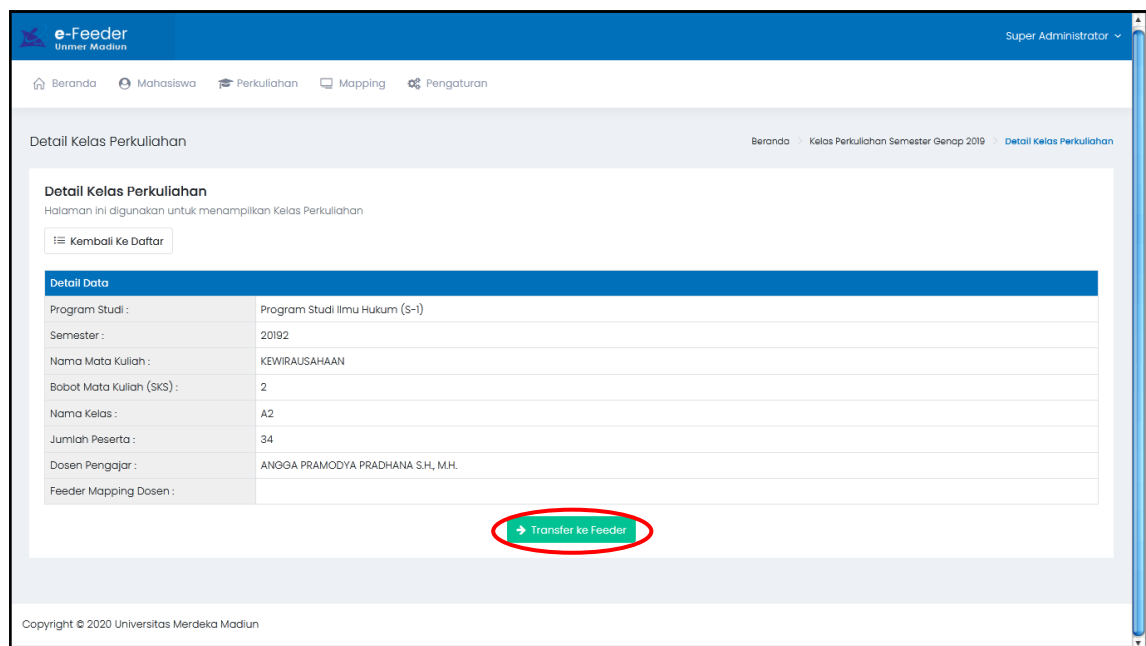 e-Feeder
Unmer Madiun
Super Administrator
Beranda Mahasiswa Perkuliahan Mapping Pengaturan
Detail Kelas Perkuliahan
Beranda > Kelas Perkuliahan Semester Genap 2019 > Detail Kelas Perkuliahan
Detail Kelas Perkuliahan
Halaman ini digunakan untuk menampilkan Kelas Perkuliahan
Kembali Ke Daftar
Detail Data
Program Studi : Program Studi Ilmu Hukum (S-1)
Semester : 20192
Nama Mata Kuliah : KEWIRAUSAHAAN
Bobot Mata Kuliah (SKS) : 2
Nama Kelas : A2
Jumlah Peserta : 34
Dosen Pengajar : ANGGA PRAMODYA PRADHANA S.H., M.H.
Feeder Mapping Dosen :
Transfer ke Feeder
Copyright © 2020 Universitas Merdeka Madiun